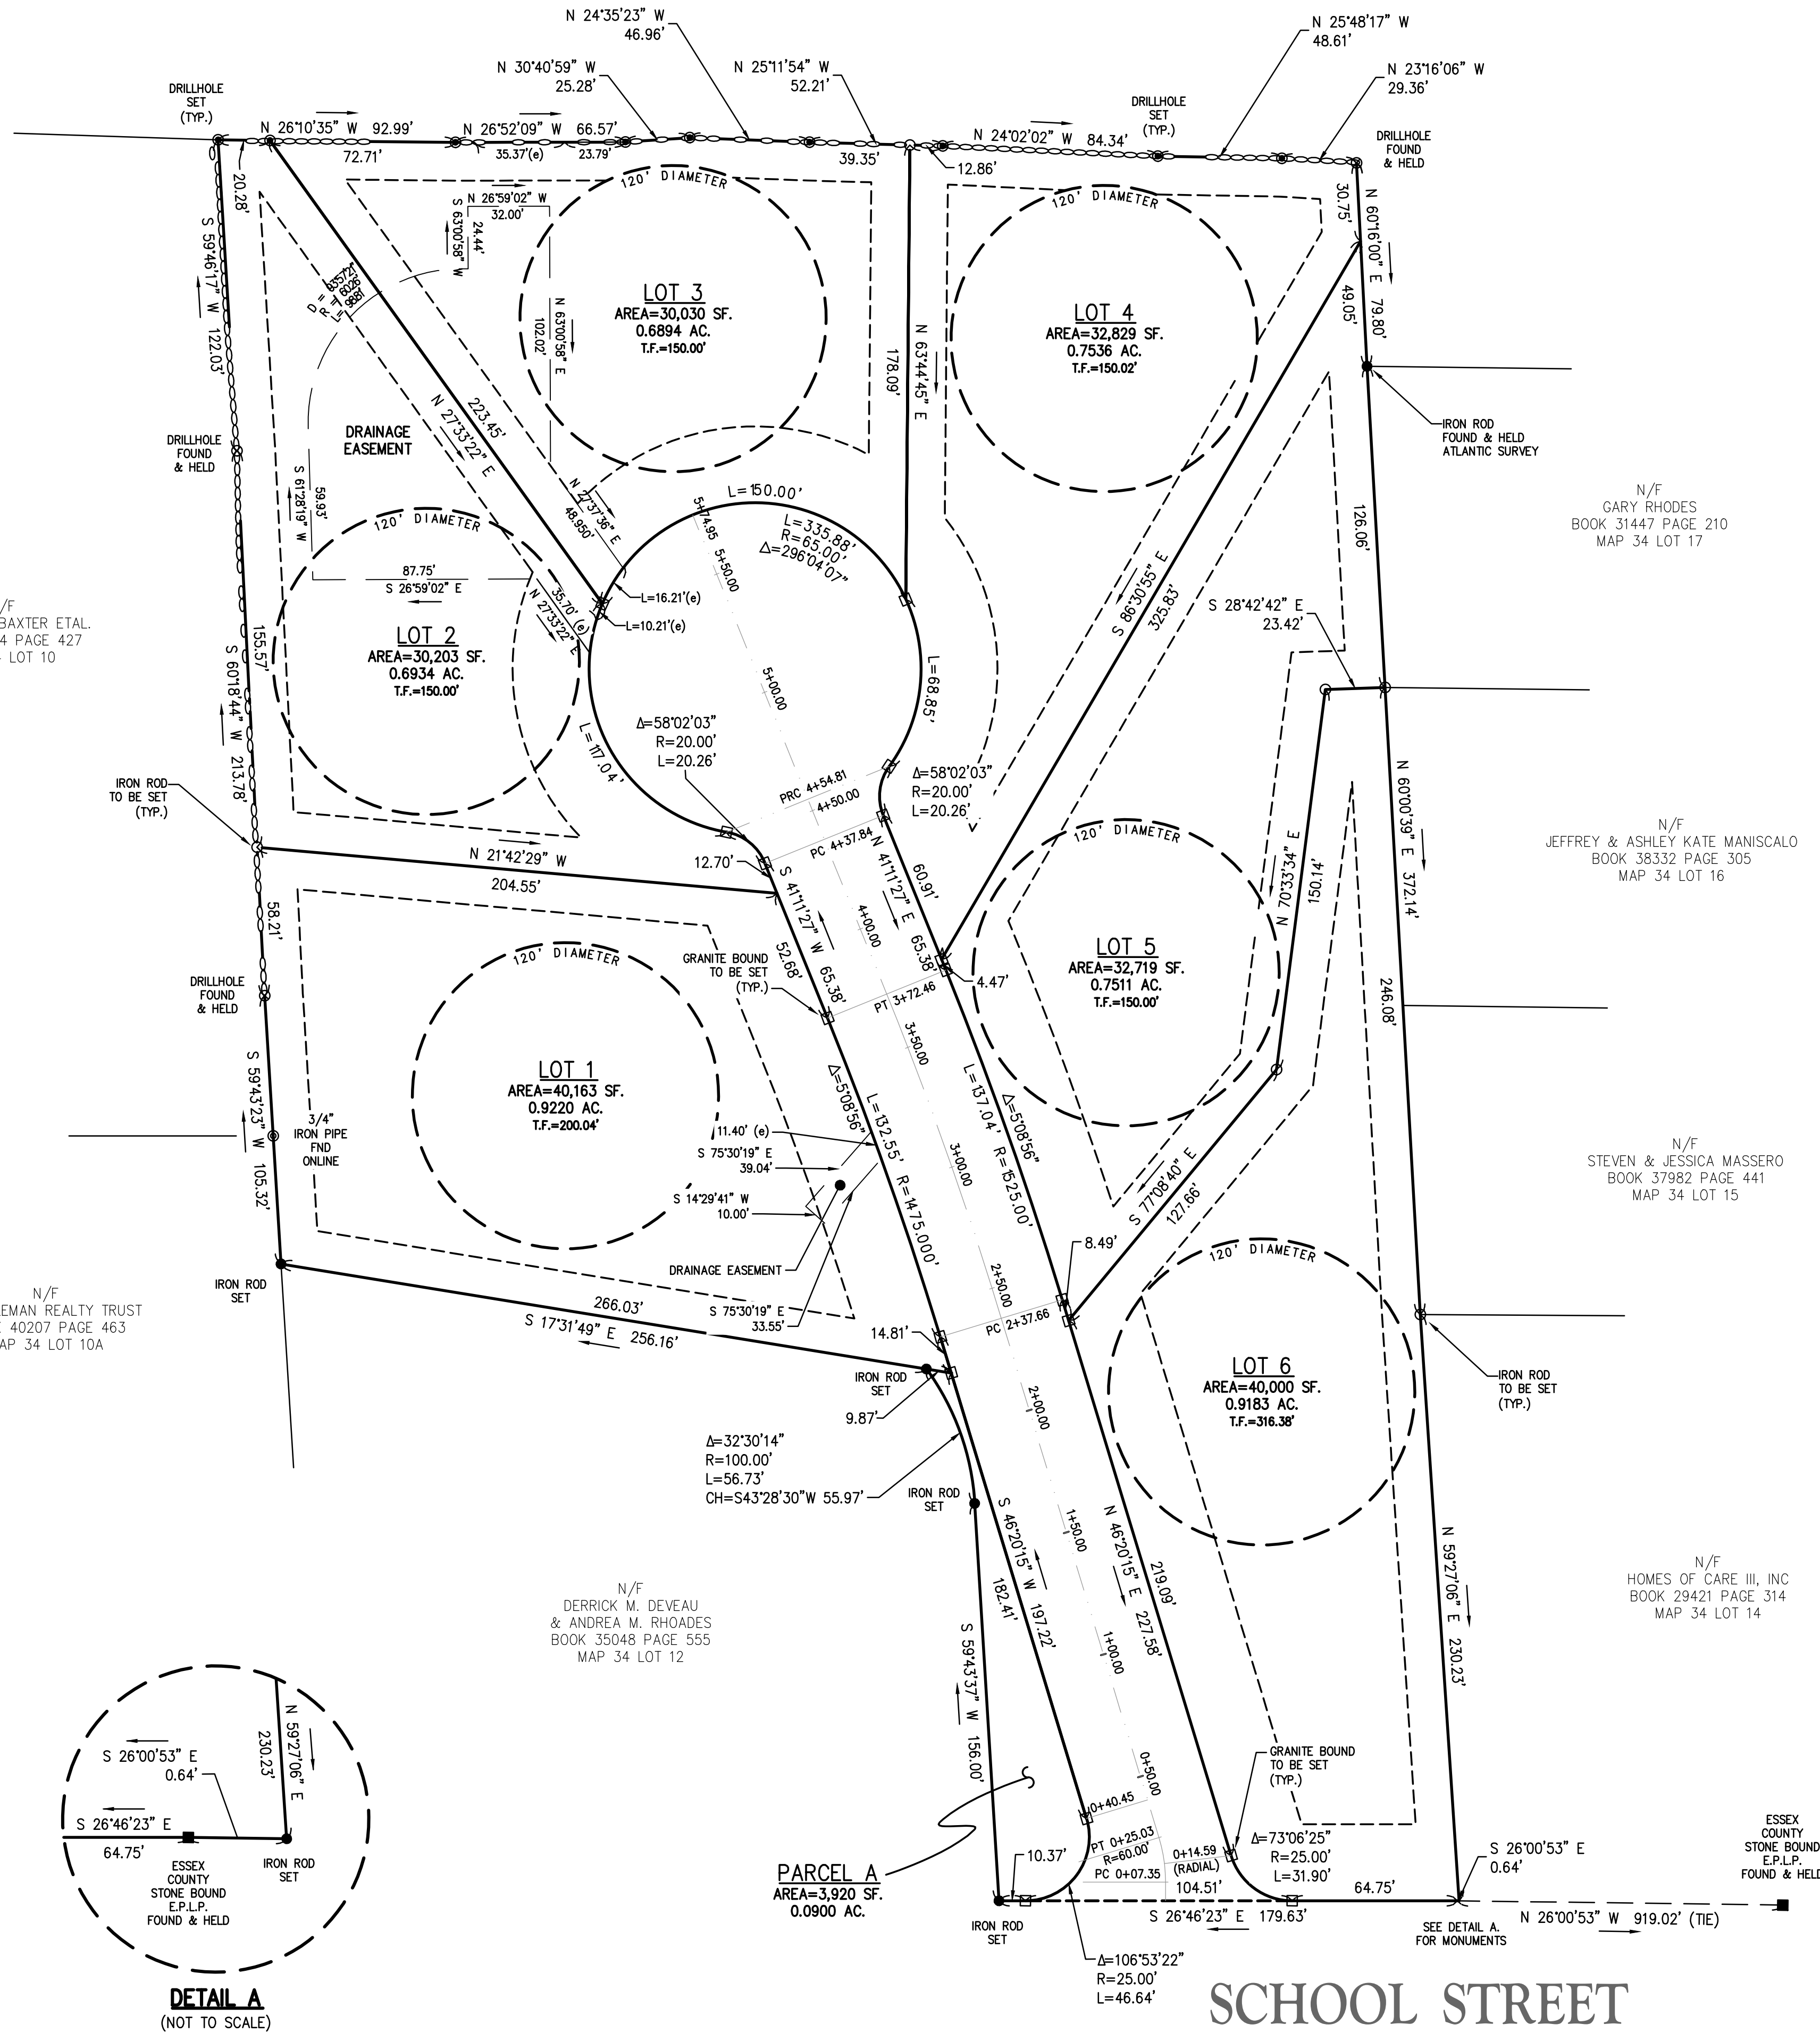 N 24°35'23" W
46.96'
N 30°40'59" W
25.28'
N 25°11'54" W
52.21'
N 25°48'17" W
48.61'
N 23°16'06" W
29.36'
DRILLHOLE
SET
(TYP.)
DRILLHOLE
SET
(TYP.)
DRILLHOLE
FOUND
& HELD
N 26°10'35" W 92.99'
N 26°52'09" W 66.57'
N 24°02'02" W 84.34'
72.71'
35.37'(e)
23.79'
39.35'
12.86'
20.28'
30.75'
N 60°16'00" E 79.80'
49.05'
S 59°46'17" W 122.03'
N 26°59'02" W
32.00'
S 63°00'58" W
24.44'
N 63°00'58" E
102.02'
120' DIAMETER
LOT 3
AREA=30,030 SF.
0.6894 AC.
T.F.=150.00'
N 63°44'45" E
178.09'
120' DIAMETER
LOT 4
AREA=32,829 SF.
0.7536 AC.
T.F.=150.02'
223.45'
N 27°33'22" E
DRAINAGE
EASEMENT
DRILLHOLE
FOUND
& HELD
IRON ROD
FOUND & HELD
ATLANTIC SURVEY
N/F
GARY RHODES
BOOK 31447 PAGE 210
MAP 34 LOT 17
126.06'
59.93'
S 61°28'19" W
87.75'
S 26°59'02" E
N 27°37'36" E
48.950'
L=150.00'
L=335.88'
R=65.00'
Δ=296°04'07"
5+74.95
5+50.00
5+00.00
L=16.21'(e)
L=10.21'(e)
35.70' (e)
N 27°33'22" E
120' DIAMETER
LOT 2
AREA=30,203 SF.
0.6934 AC.
T.F.=150.00'
/F
BAXTER ETAL.
4 PAGE 427
LOT 10
155.57'
S 60°18'44" W 213.78'
S 86°30'55" E
325.83'
S 28°42'42" E
23.42'
L=68.85'
L=117.04'
Δ=58°02'03"
R=20.00'
L=20.26'
PRC 4+54.81
4+50.00
PC 4+37.84
Δ=58°02'03"
R=20.00'
L=20.26'
IRON ROD
TO BE SET
(TYP.)
N 21°42'29" W
204.55'
12.70'
S 41°11'27" W 65.38'
52.68'
N 41°11'27" E 65.38'
60.91'
4.47'
4+00.00
PT 3+72.46
3+50.00
GRANITE BOUND
TO BE SET
(TYP.)
N 70°33'34" E
150.14'
N 60°00'39" E 372.14'
246.08'
N/F
JEFFREY & ASHLEY KATE MANISCALO
BOOK 38332 PAGE 305
MAP 34 LOT 16
120' DIAMETER
LOT 5
AREA=32,719 SF.
0.7511 AC.
T.F.=150.00'
58.21'
DRILLHOLE
FOUND
& HELD
120' DIAMETER
LOT 1
AREA=40,163 SF.
0.9220 AC.
T.F.=200.04'
S 59°43'23" W 105.32'
3/4"
IRON PIPE
FND
ONLINE
Δ=5°08'56"
L=132.55' R=1475.000'
Δ=5°08'56"
L=137.04' R=1525.00'
3+00.00
11.40' (e)
S 75°30'19" E
39.04'
S 14°29'41" W
10.00'
DRAINAGE EASEMENT
S 75°30'19" E
33.55'
S 77°08'40" E
127.66'
8.49'
2+50.00
PC 2+37.66
N/F
STEVEN & JESSICA MASSERO
BOOK 37982 PAGE 441
MAP 34 LOT 15
N/F
EMAN REALTY TRUST
40207 PAGE 463
AP 34 LOT 10A
IRON ROD
SET
266.03'
S 17°31'49" E 256.16'
14.81'
IRON ROD
SET
9.87'
120' DIAMETER
LOT 6
AREA=40,000 SF.
0.9183 AC.
T.F.=316.38'
IRON ROD
TO BE SET
(TYP.)
2+00.00
Δ=32°30'14"
R=100.00'
L=56.73'
CH=S43°28'30"W 55.97'
IRON ROD
SET
S 46°20'15" W 197.22'
182.41'
1+50.00
N 46°20'15" E 227.58'
219.09'
1+00.00
N 59°27'06" E 230.23'
N/F
HOMES OF CARE III, INC
BOOK 29421 PAGE 314
MAP 34 LOT 14
N/F
DERRICK M. DEVEAU
& ANDREA M. RHOADES
BOOK 35048 PAGE 555
MAP 34 LOT 12
S 59°43'37" W 156.00'
0+50.00
0+40.45
PT 0+25.03
R=60.00'
PC 0+07.35
0+14.59
(RADIAL)
GRANITE BOUND
TO BE SET
(TYP.)
Δ=73°06'25"
R=25.00'
L=31.90'
10.37'
104.51'
64.75'
S 26°46'23" E 179.63'
S 26°00'53" E
0.64'
IRON ROD
SET
SEE DETAIL A.
FOR MONUMENTS
N 26°00'53" W 919.02' (TIE)
ESSEX
COUNTY
STONE BOUND
E.P.L.P.
FOUND & HELD
PARCEL A
AREA=3,920 SF.
0.0900 AC.
Δ=106°53'22"
R=25.00'
L=46.64'
N 59°27'06" E
230.23'
S 26°00'53" E
0.64'
S 26°46'23" E
64.75'
ESSEX
COUNTY
STONE BOUND
E.P.L.P.
FOUND & HELD
IRON ROD
SET
DETAIL A
(NOT TO SCALE)
SCHOOL STREET